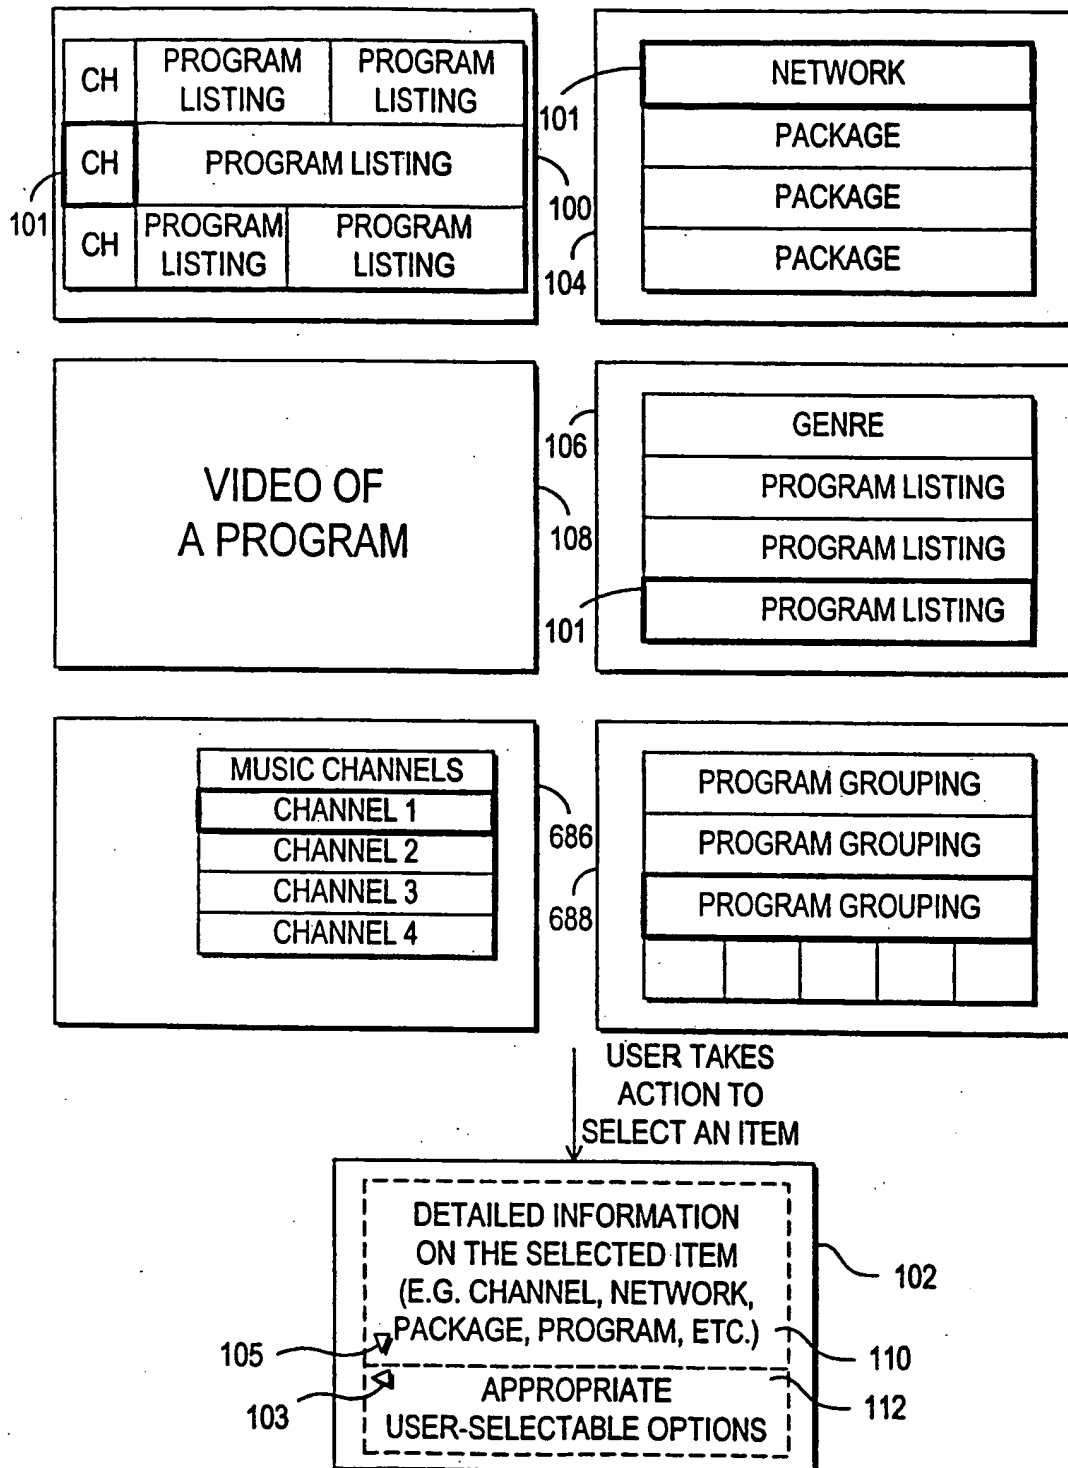 CH
PROGRAM
LISTING
PROGRAM
LISTING
CH
PROGRAM LISTING
CH
PROGRAM
LISTING
PROGRAM
LISTING
101
100
NETWORK
PACKAGE
PACKAGE
PACKAGE
101
104
VIDEO OF
A PROGRAM
108
GENRE
PROGRAM LISTING
PROGRAM LISTING
PROGRAM LISTING
106
101
MUSIC CHANNELS
CHANNEL 1
CHANNEL 2
CHANNEL 3
CHANNEL 4
686
PROGRAM GROUPING
PROGRAM GROUPING
PROGRAM GROUPING
688
USER TAKES
ACTION TO
SELECT AN ITEM
DETAILED INFORMATION
ON THE SELECTED ITEM
(E.G. CHANNEL, NETWORK,
PACKAGE, PROGRAM, ETC.)
102
105
110
103
APPROPRIATE
USER-SELECTABLE OPTIONS
112